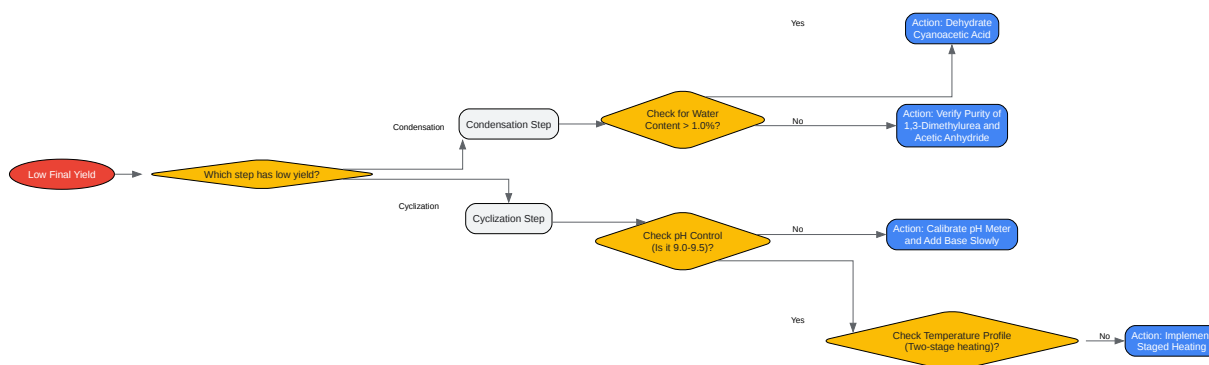 Yes
Action: Dehydrate
Cyanoacetic Acid
Check for Water
Content > 1.0%?
Condensation
Condensation Step
No
Action: Verify Purity of
1,3-Dimethylurea and
Acetic Anhydride
Low Final Yield
Which step has low yield?
Cyclization
Cyclization Step
Check pH Control
(Is it 9.0-9.5)?
No
Action: Calibrate pH Meter
and Add Base Slowly
Yes
Check Temperature Profile
(Two-stage heating)?
No
Action: Implemen
Staged Heating